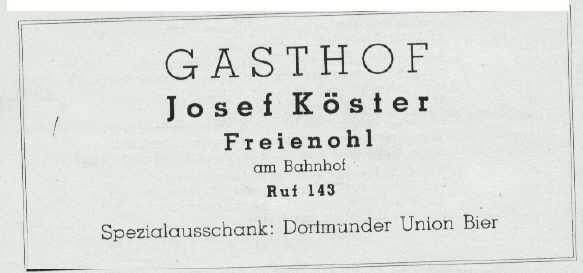 GASTHOF
Josef Köster
Freienohl
am Bahnhof
Ruf 143
Spezialausschank: Dortmunder Union Bier